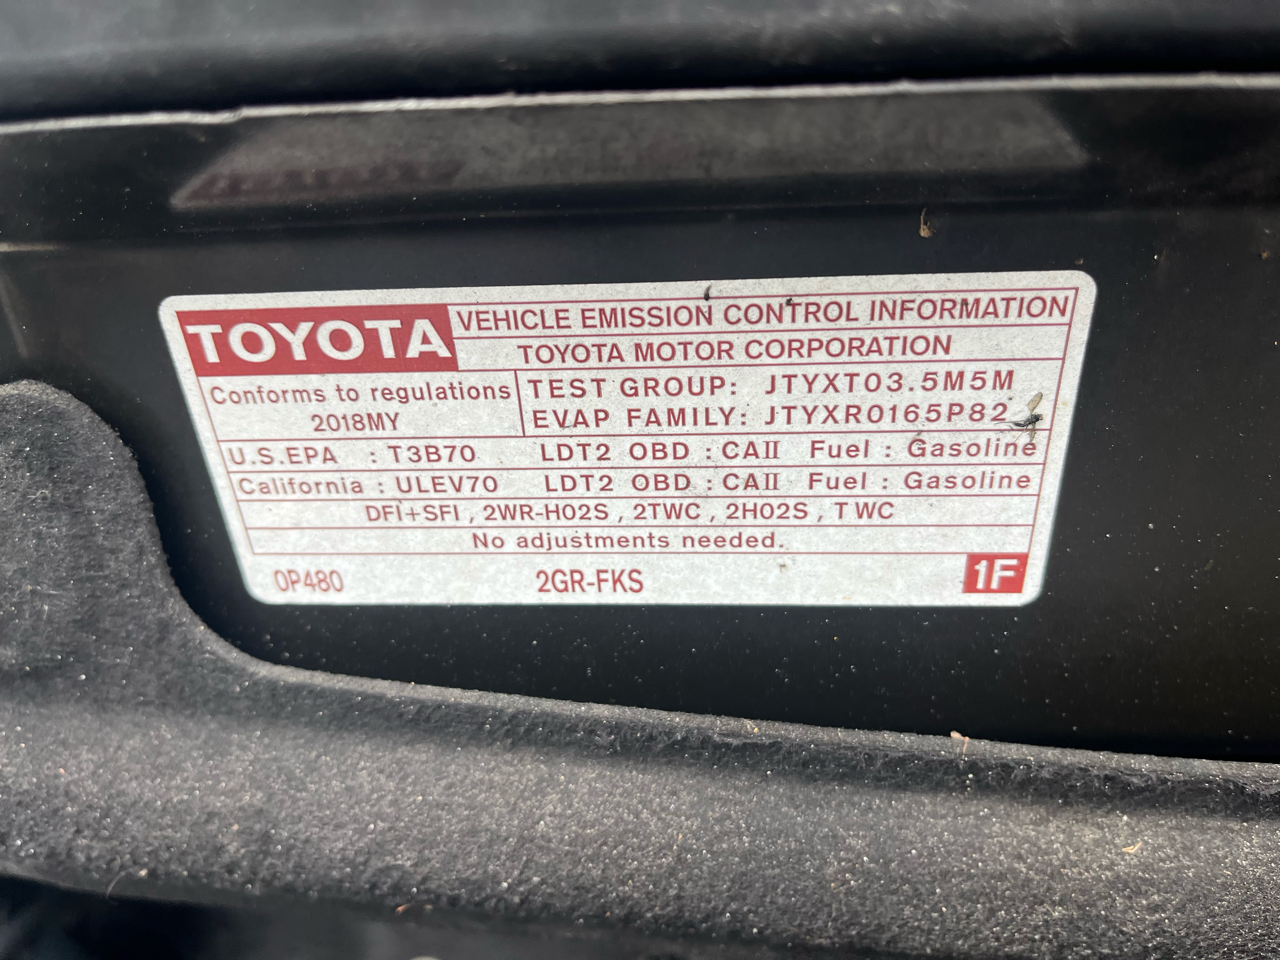 TOYOTA VEHICLE EMISSION CONTROL INFORMATION
TOYOTA MOTOR CORPORATION
Conforms to regulations
2018MY
TEST GROUP: JTYXT03.5M5M
EVAP FAMILY: JTYXR0165P82
U.S.EPA : T3B70 LDT2 OBD : CAII Fuel : Gasoline
California : ULEV70 LDT2 OBD : CAII Fuel : Gasoline
DFI+SFI , 2WR-HO2S , 2TWC , 2HO2S , TWC
No adjustments needed.
0P480 2GR-FKS 1F